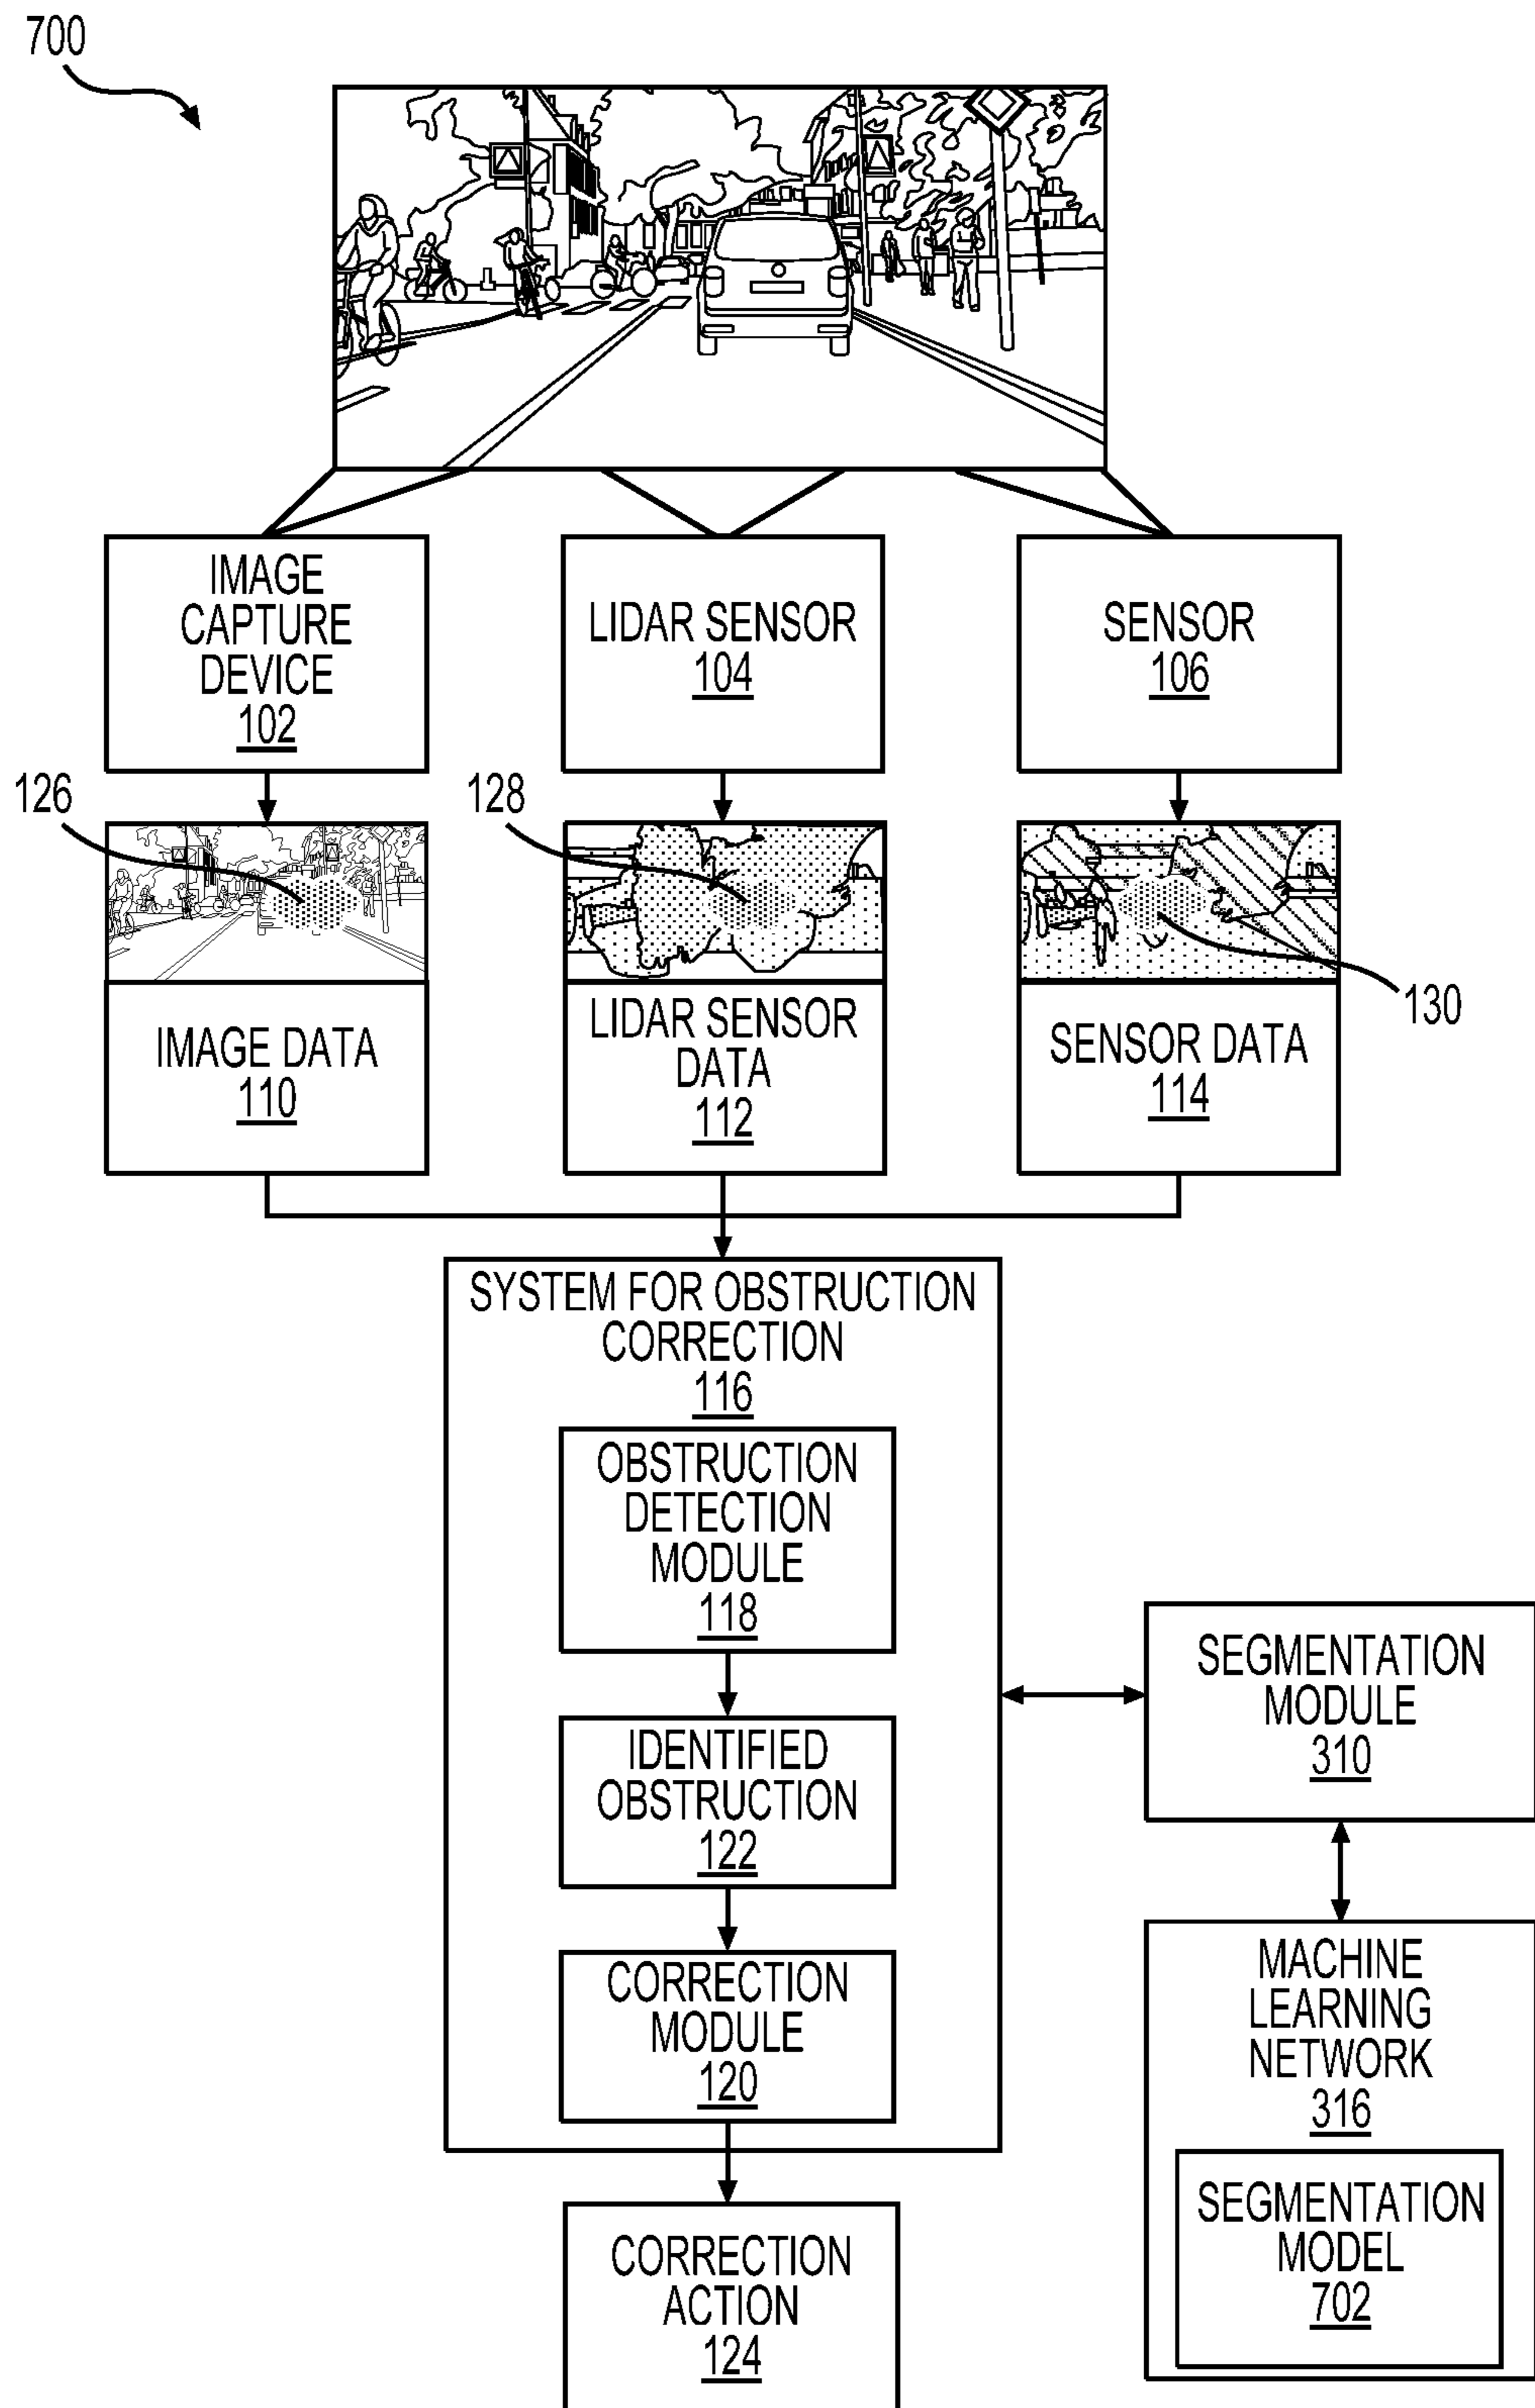 700
IMAGE
CAPTURE
DEVICE
102
LIDAR SENSOR
104
SENSOR
106
126
128
130
IMAGE DATA
110
LIDAR SENSOR
DATA
112
SENSOR DATA
114
SYSTEM FOR OBSTRUCTION
CORRECTION
116
OBSTRUCTION
DETECTION
MODULE
118
IDENTIFIED
OBSTRUCTION
122
CORRECTION
MODULE
120
CORRECTION
ACTION
124
SEGMENTATION
MODULE
310
MACHINE
LEARNING
NETWORK
316
SEGMENTATION
MODEL
702